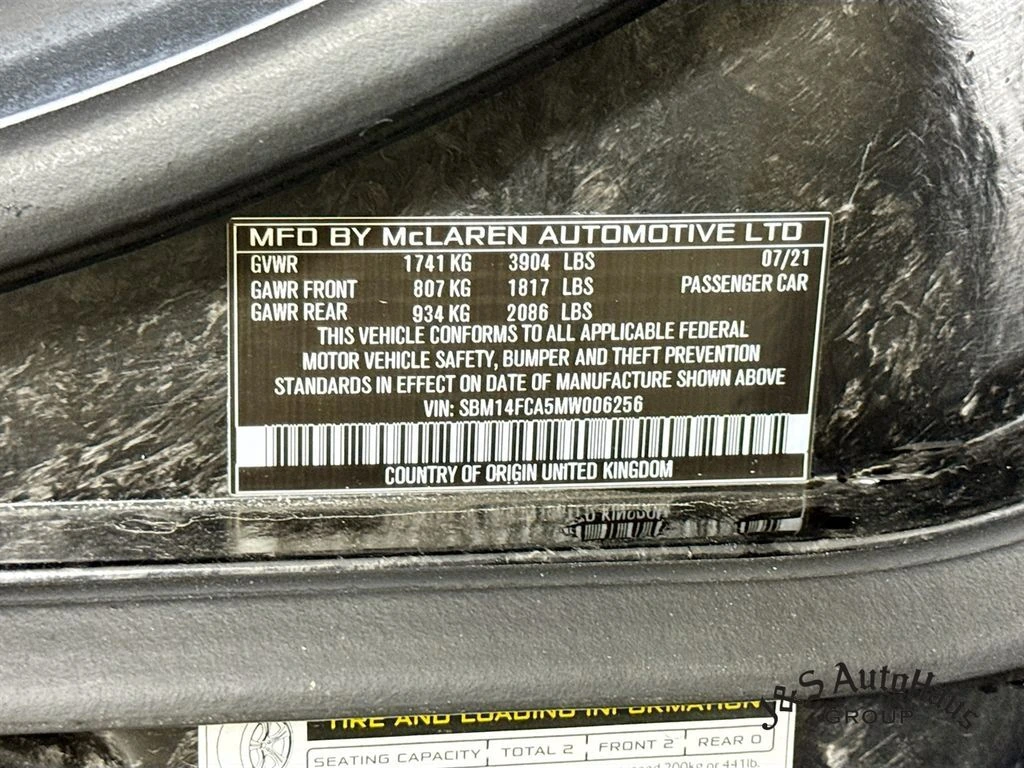 MFD BY McLAREN AUTOMOTIVE LTD
GVWR 1741 KG 3904 LBS 07/21
GAWR FRONT 807 KG 1817 LBS PASSENGER CAR
GAWR REAR 934 KG 2086 LBS
THIS VEHICLE CONFORMS TO ALL APPLICABLE FEDERAL
MOTOR VEHICLE SAFETY, BUMPER AND THEFT PREVENTION
STANDARDS IN EFFECT ON DATE OF MANUFACTURE SHOWN ABOVE
VIN: SBM14FCA5MW006256
COUNTRY OF ORIGIN UNITED KINGDOM
J&S AutoHaus
GROUP
TIRE AND LOADING INFORMATION
SEATING CAPACITY TOTAL 2 FRONT 2 REAR 0
200kg or 441lb.